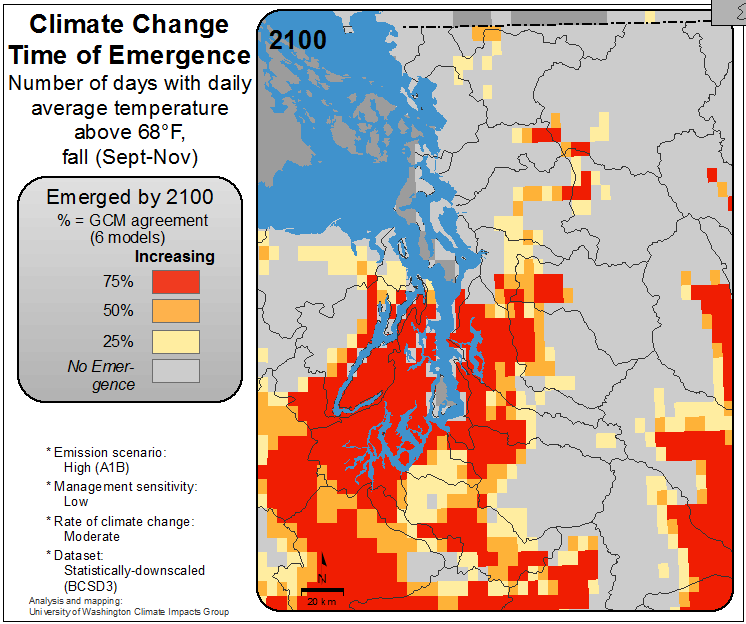 Climate Change
Time of Emergence
Number of days with daily
average temperature
above 68°F,
fall (Sept-Nov)
Emerged by 2100
% = GCM agreement
(6 models)
Increasing
75%
50%
25%
No Emer-
gence
* Emission scenario:
High (A1B)
* Management sensitivity:
Low
* Rate of climate change:
Moderate
* Dataset:
Statistically-downscaled
(BCSD3)
Analysis and mapping:
University of Washington Climate Impacts Group
2100
N
20 km